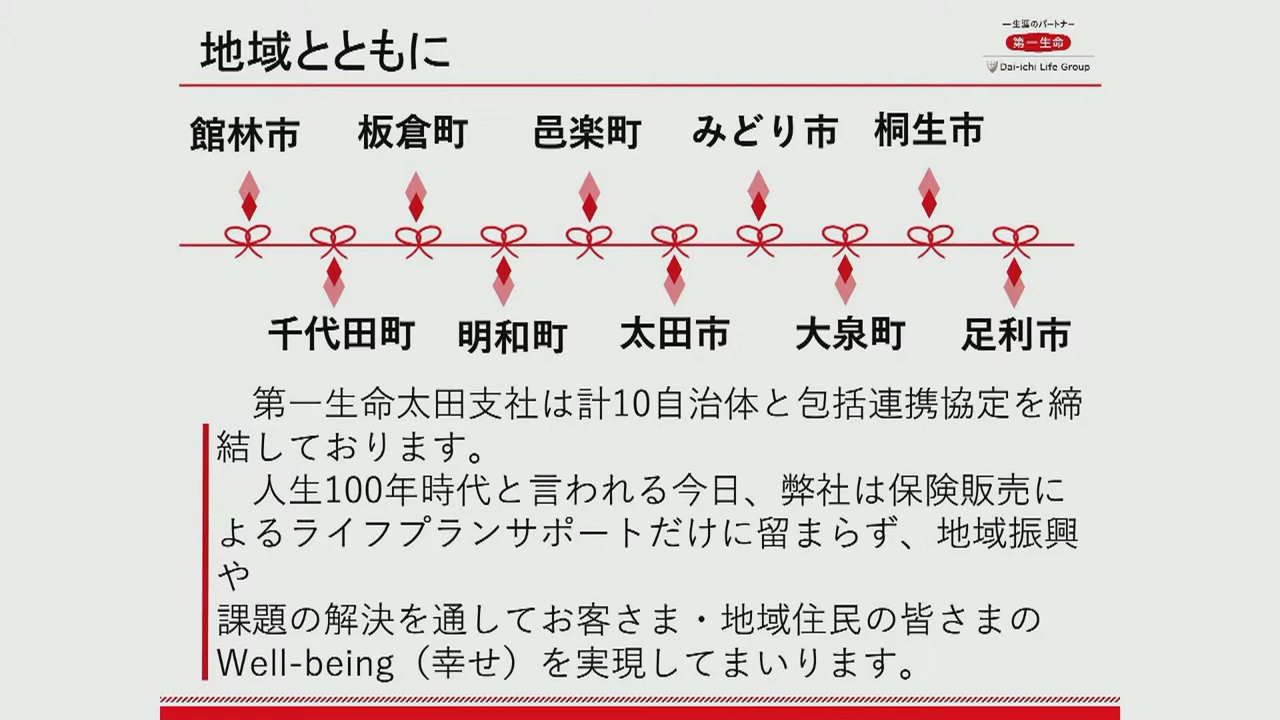 地域とともに
一生涯のパートナー
第一生命
Dai-ichi Life Group
館林市 板倉町 邑楽町 みどり市 桐生市
千代田町 明和町 太田市 大泉町 足利市
第一生命太田支社は計10自治体と包括連携協定を締
結しております。
人生100年時代と言われる今日、弊社は保険販売に
よるライフプランサポートだけに留まらず、地域振興
や
課題の解決を通してお客さま・地域住民の皆さまの
Well-being（幸せ）を実現してまいります。